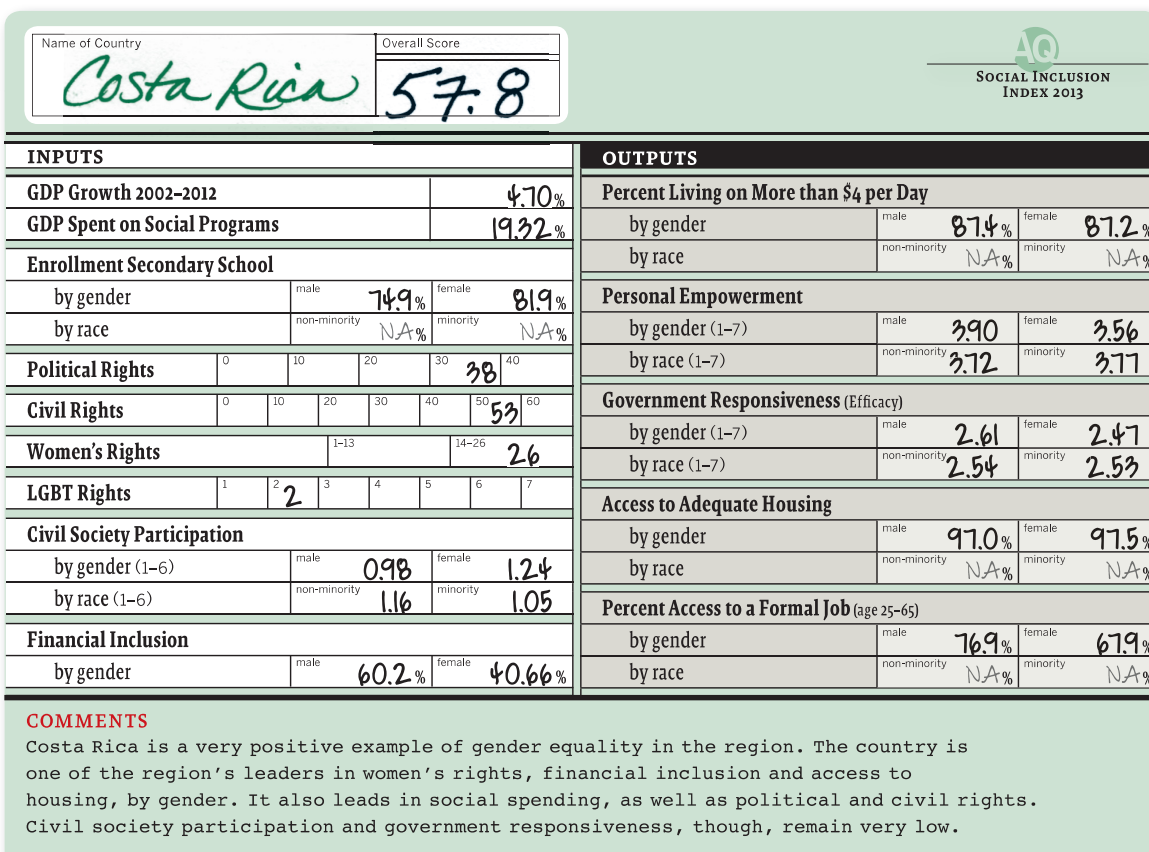 Name of Country
Overall Score
Costa Rica
57.8
AQ
SOCIAL INCLUSION
INDEX 2013
INPUTS
GDP Growth 2002–2012 4.70%
GDP Spent on Social Programs 19.32%
Enrollment Secondary School
by gender male 74.9% female 81.9%
by race non-minority NA% minority NA%
Political Rights 0 10 20 30 38 40
Civil Rights 0 10 20 30 40 50 53 60
Women's Rights 1–13 14–26 26
LGBT Rights 1 2 2 3 4 5 6 7
Civil Society Participation
by gender (1–6) male 0.98 female 1.24
by race (1–6) non-minority 1.16 minority 1.05
Financial Inclusion
by gender male 60.2% female 40.66%
OUTPUTS
Percent Living on More than $4 per Day
by gender male 87.4% female 87.2%
by race non-minority NA% minority NA%
Personal Empowerment
by gender (1–7) male 3.90 female 3.56
by race (1–7) non-minority 3.72 minority 3.77
Government Responsiveness (Efficacy)
by gender (1–7) male 2.61 female 2.47
by race (1–7) non-minority 2.54 minority 2.53
Access to Adequate Housing
by gender male 97.0% female 97.5%
by race non-minority NA% minority NA%
Percent Access to a Formal Job (age 25–65)
by gender male 76.9% female 67.9%
by race non-minority NA% minority NA%
COMMENTS
Costa Rica is a very positive example of gender equality in the region. The country is
one of the region's leaders in women's rights, financial inclusion and access to
housing, by gender. It also leads in social spending, as well as political and civil rights.
Civil society participation and government responsiveness, though, remain very low.